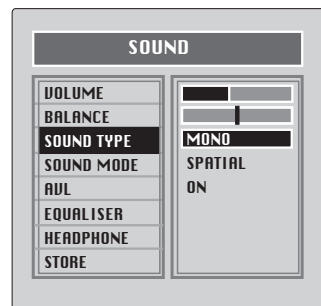 SOUND
VOLUME
BALANCE
SOUND TYPE MONO
SOUND MODE SPATIAL
AVL ON
EQUALISER
HEADPHONE
STORE